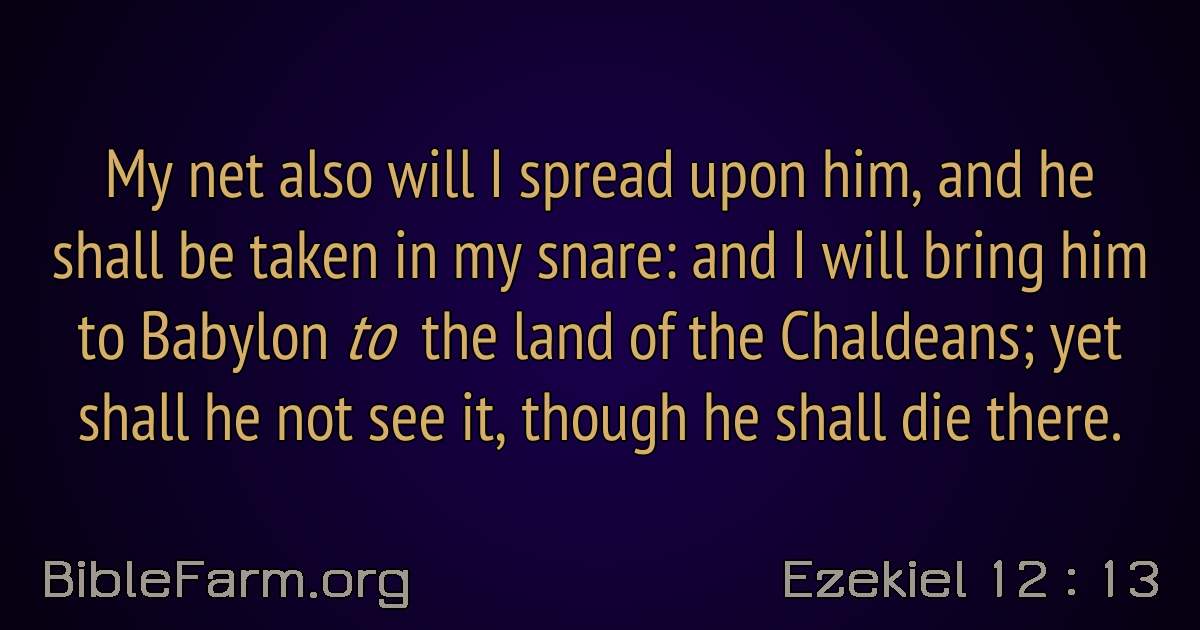 My net also will I spread upon him, and he
shall be taken in my snare: and I will bring him
to Babylon to the land of the Chaldeans; yet
shall he not see it, though he shall die there.
BibleFarm.org
Ezekiel 12 : 13